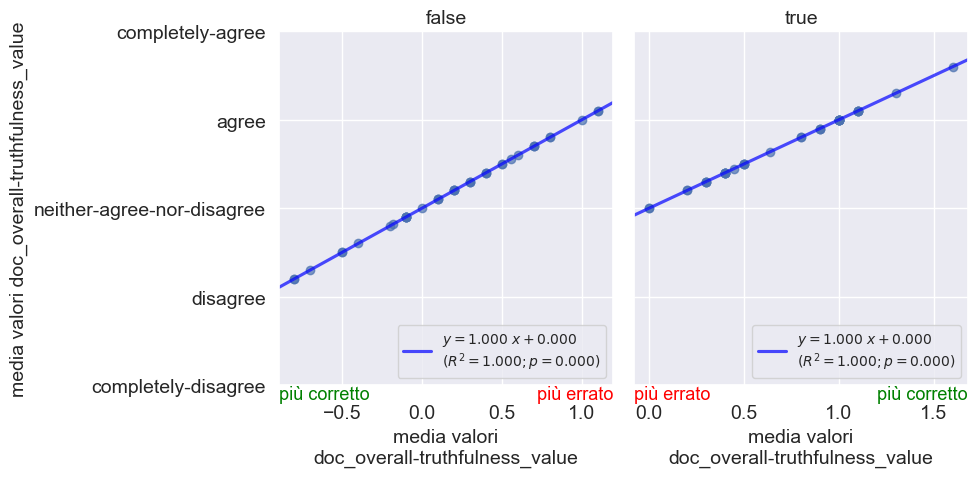 false
true
media valori doc_overall-truthfulness_value
completely-agree
agree
neither-agree-nor-disagree
disagree
completely-disagree
y = 1.000 x + 0.000
(R² = 1.000; p = 0.000)
y = 1.000 x + 0.000
(R² = 1.000; p = 0.000)
più corretto
più errato
più errato
più corretto
−0.5 0.0 0.5 1.0
0.0 0.5 1.0 1.5
media valori
doc_overall-truthfulness_value
media valori
doc_overall-truthfulness_value